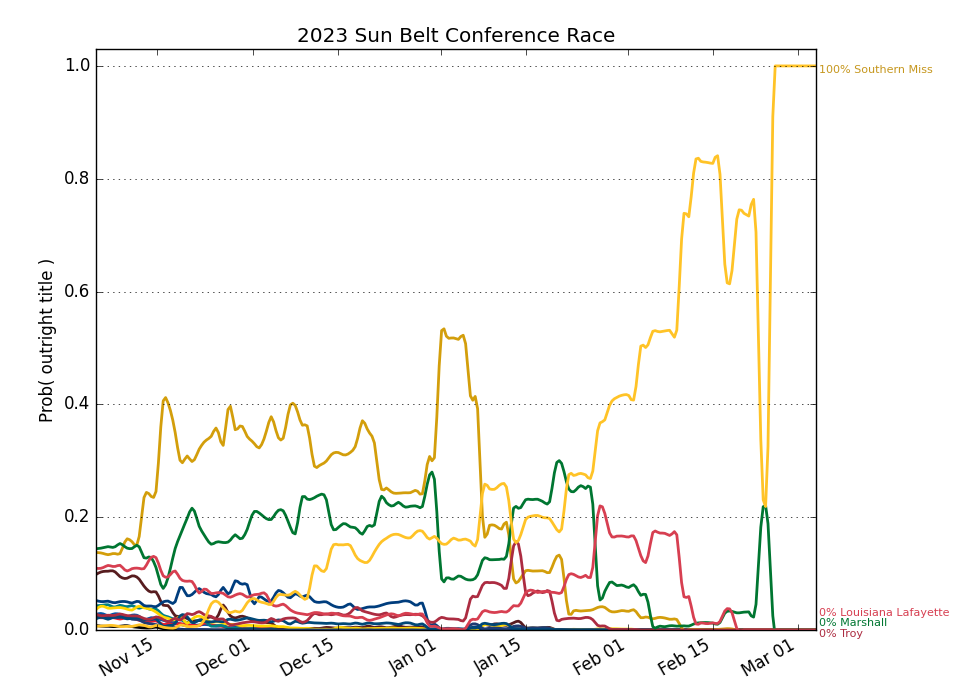 2023 Sun Belt Conference Race
1.0
100% Southern Miss
0.8
0.6
Prob( outright title )
0.4
0.2
0% Louisiana Lafayette
0% Marshall
0.0
0% Troy
Nov 15
Dec 01
Dec 15
Jan 01
Jan 15
Feb 01
Feb 15
Mar 01